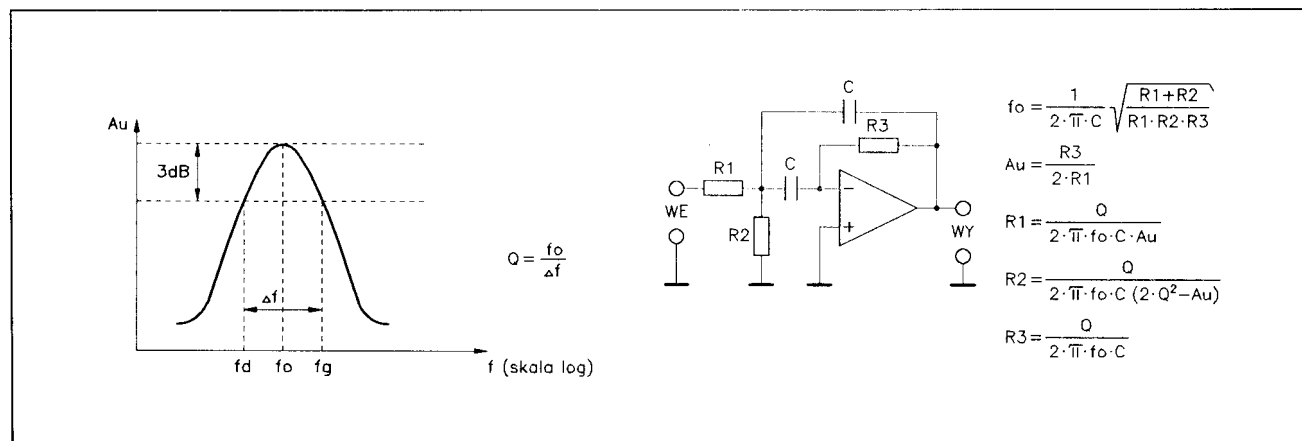 Au
3dB
Δf
fd fo fg
f (skala log)
Q = fo / Δf
C
R3
R1
C
−
WE
R2
+
WY
fo = 1 / 2·π·C √ R1+R2 / R1·R2·R3
Au = R3 / 2·R1
R1 = Q / 2·π·fo·C·Au
R2 = Q / 2·π·fo·C (2·Q²−Au)
R3 = Q / 2·π·fo·C